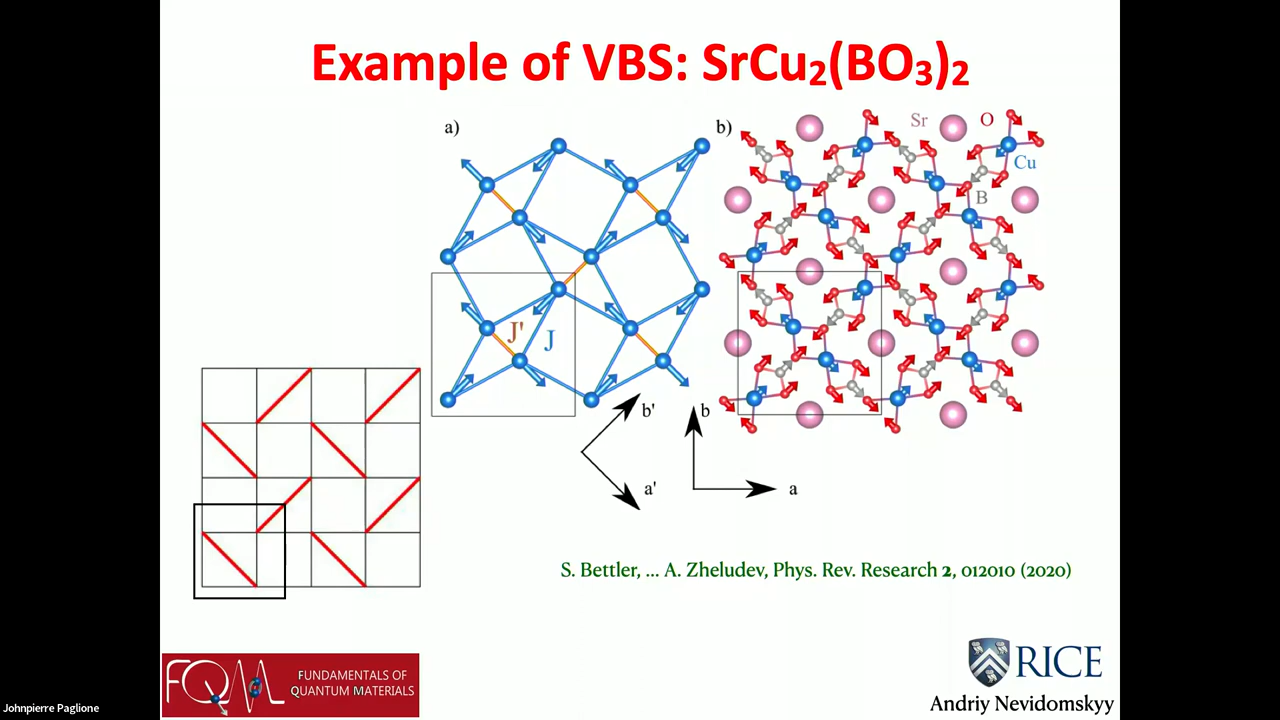 Example of VBS: SrCu₂(BO₃)₂
a)
b)
Sr
O
Cu
B
J'
J
b'
a'
b
a
S. Bettler, ... A. Zheludev, Phys. Rev. Research 2, 012010 (2020)
FQM
FUNDAMENTALS OF
QUANTUM MATERIALS
RICE
Andriy Nevidomskyy
Johnpierre Paglione